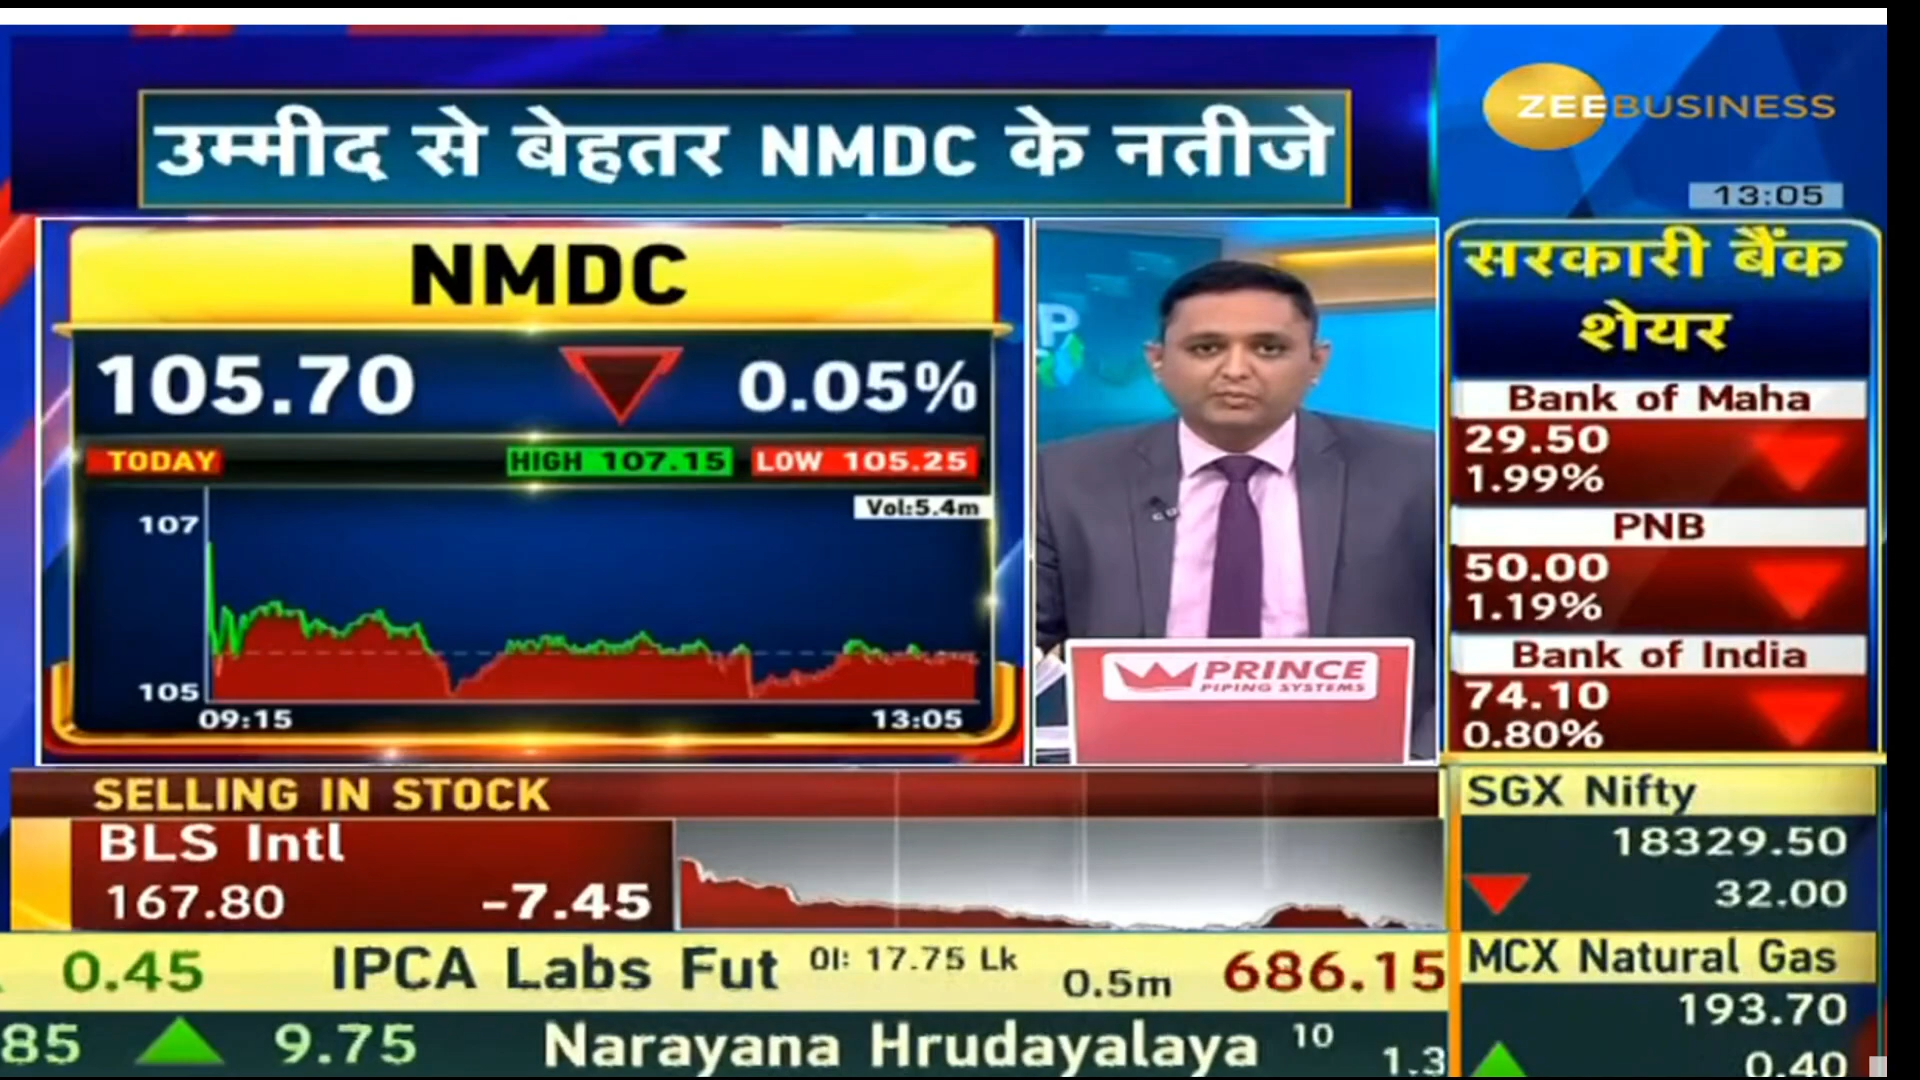 उम्मीद से बेहतर NMDC के नतीजे
ZEEBUSINESS
13:05
NMDC
105.70 0.05%
TODAY HIGH 107.15 LOW 105.25
Vol:5.4m
107
105
09:15 13:05
PRINCE
PIPING SYSTEMS
सरकारी बैंक
शेयर
Bank of Maha
29.50
1.99%
PNB
50.00
1.19%
Bank of India
74.10
0.80%
SELLING IN STOCK
BLS Intl
167.80 -7.45
SGX Nifty
18329.50
32.00
MCX Natural Gas
193.70
0.40
0.45 IPCA Labs Fut OI: 17.75 Lk 0.5m 686.15
85 9.75 Narayana Hrudayalaya 10 1.3